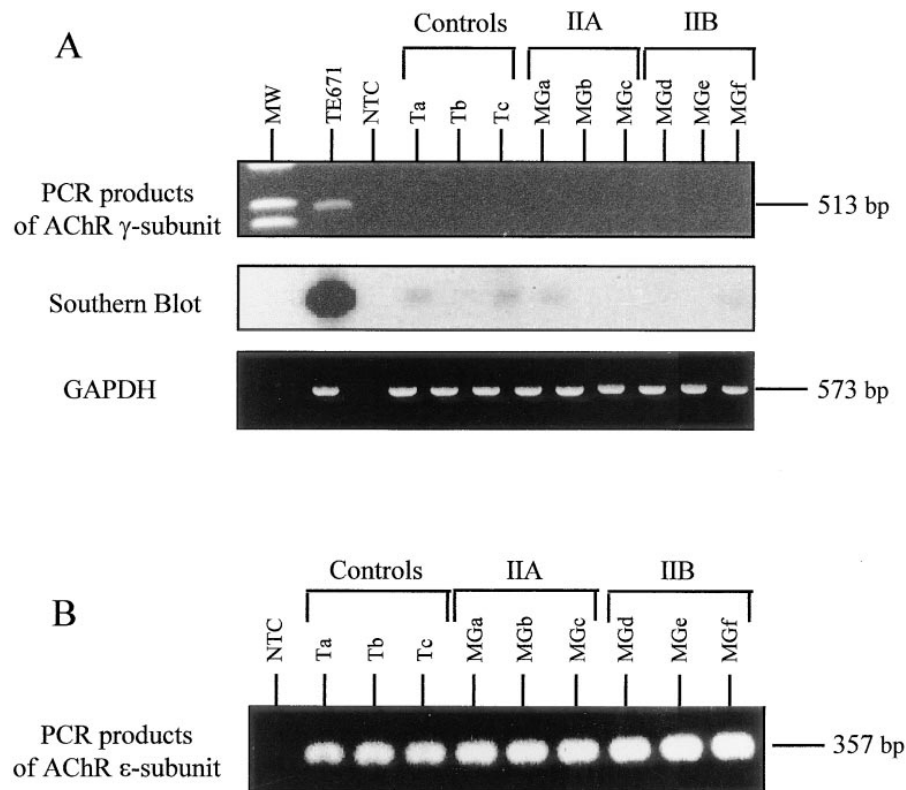 A
Controls IIA IIB
MW TE671 NTC Ta Tb Tc MGa MGb MGc MGd MGe MGf
PCR products
of AChR γ-subunit
513 bp
Southern Blot
GAPDH
573 bp
B
Controls IIA IIB
NTC Ta Tb Tc MGa MGb MGc MGd MGe MGf
PCR products
of AChR ε-subunit
357 bp